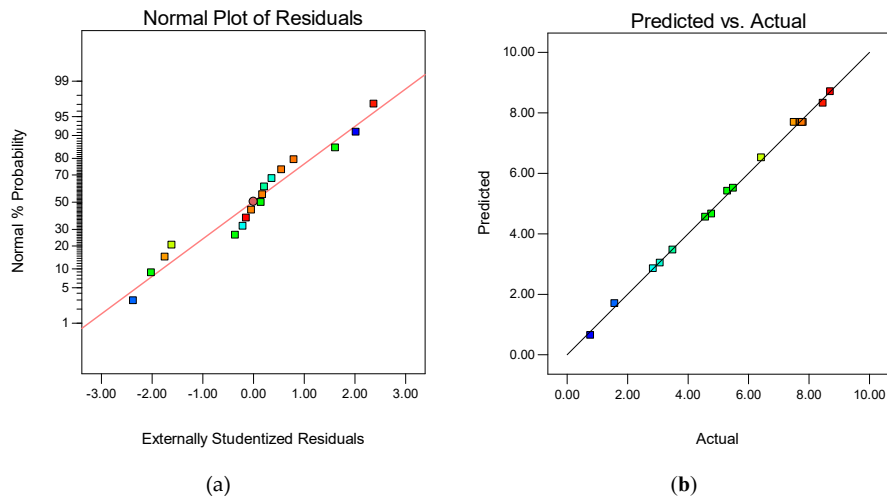 Normal Plot of Residuals
Normal % Probability
99
95
90
80
70
50
30
20
10
5
1
-3.00 -2.00 -1.00 0.00 1.00 2.00 3.00
Externally Studentized Residuals
(a)
Predicted vs. Actual
Predicted
10.00
8.00
6.00
4.00
2.00
0.00
0.00 2.00 4.00 6.00 8.00 10.00
Actual
(b)